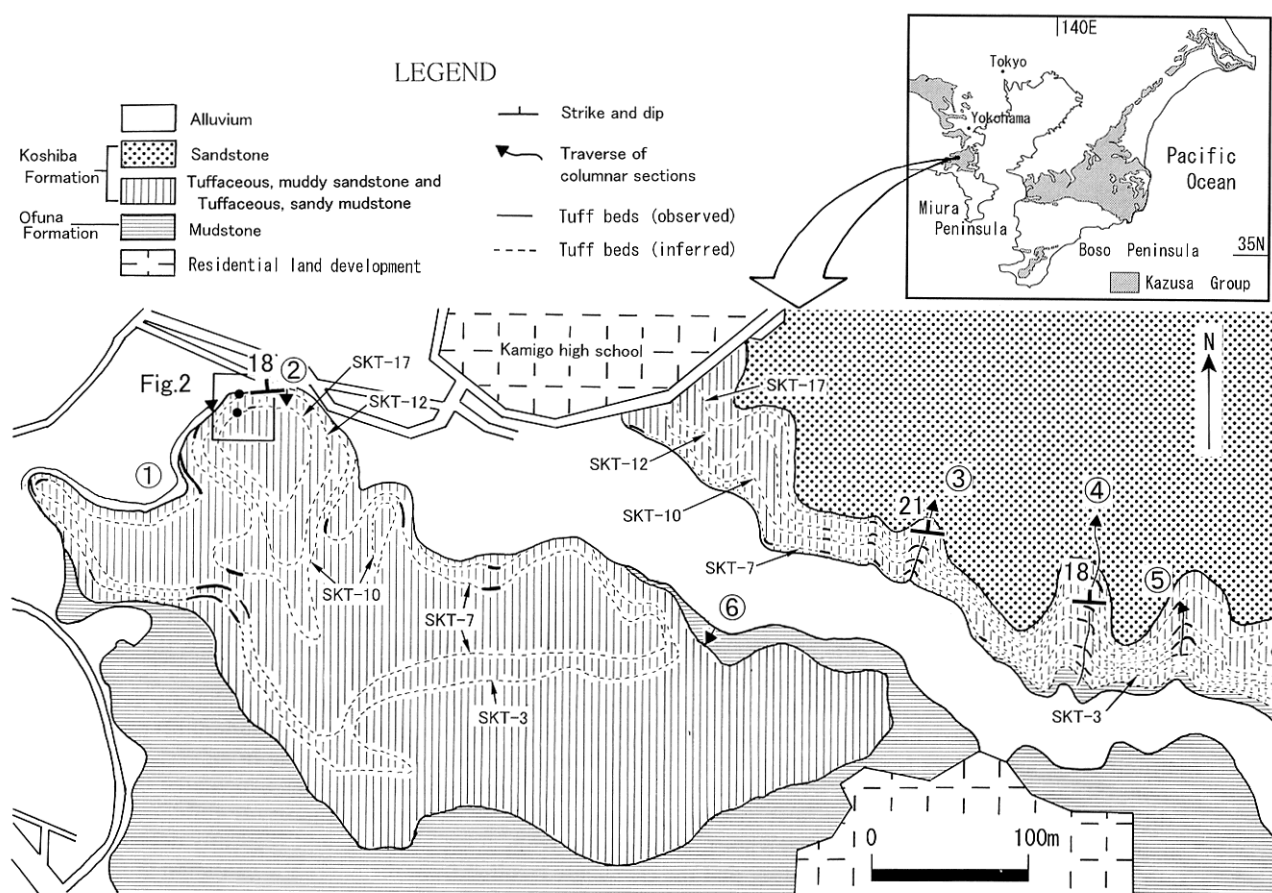 LEGEND
Alluvium
Koshiba
Formation
Sandstone
Tuffaceous, muddy sandstone and
Tuffaceous, sandy mudstone
Ofuna
Formation
Mudstone
Residential land development
Strike and dip
Traverse of
columnar sections
Tuff beds (observed)
Tuff beds (inferred)
140E
Tokyo
Yokohama
Pacific
Ocean
Miura
Peninsula
Boso Peninsula
35N
Kazusa Group
N
Kamigo high school
Fig.2
18
②
SKT-17
SKT-12
①
SKT-10
SKT-7
SKT-3
⑥
SKT-17
SKT-12
SKT-10
SKT-7
21
③
④
18
⑤
SKT-3
0
100m